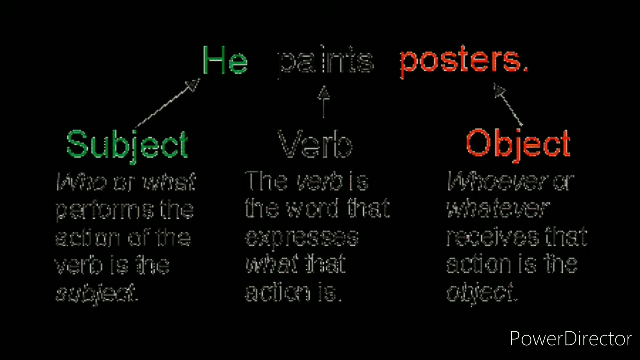 He paints posters.
Subject
Verb
Object
Who or what
performs the
action of the
verb is the
subject.
The verb is
the word that
expresses
what that
action is.
Whoever or
whatever
receives that
action is the
object.
PowerDirector